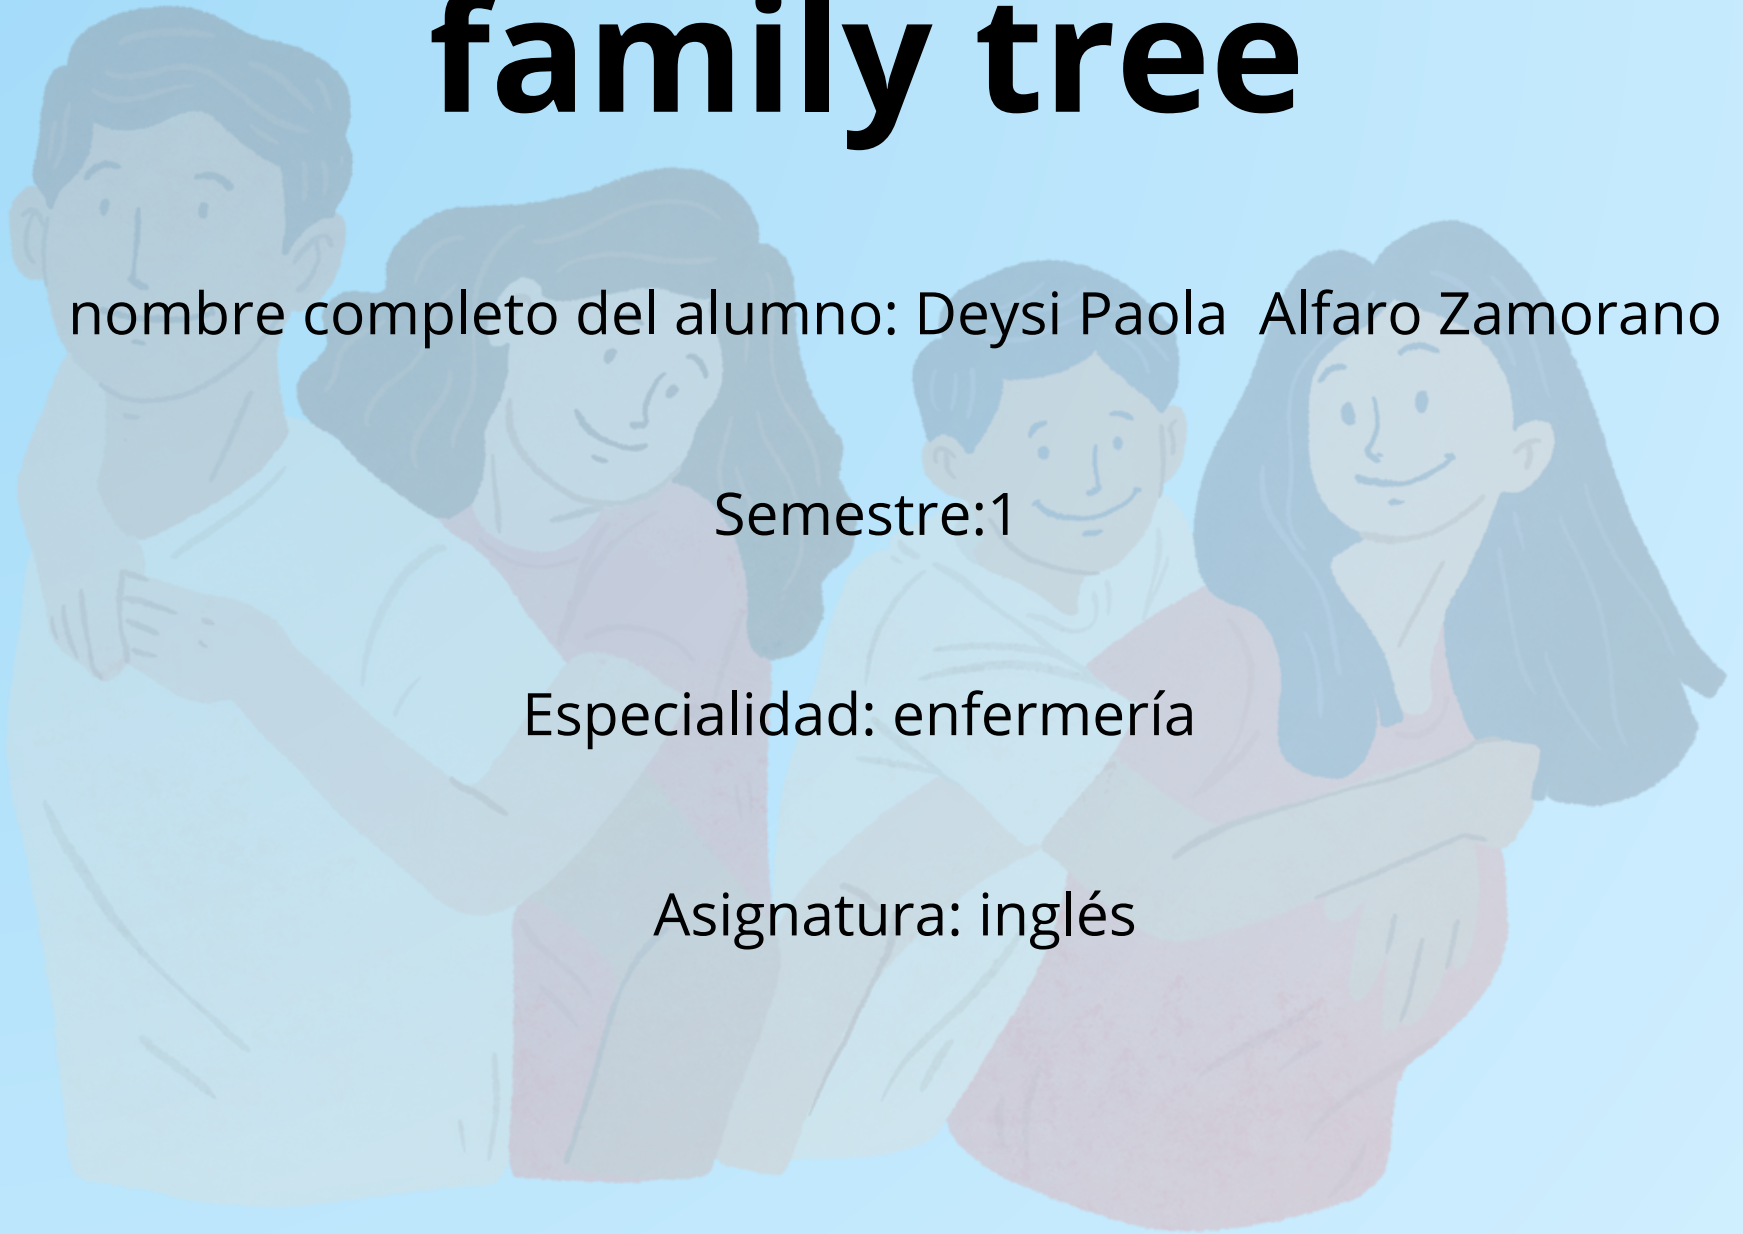 family tree
nombre completo del alumno: Deysi Paola Alfaro Zamorano
Semestre:1
Especialidad: enfermería
Asignatura: inglés